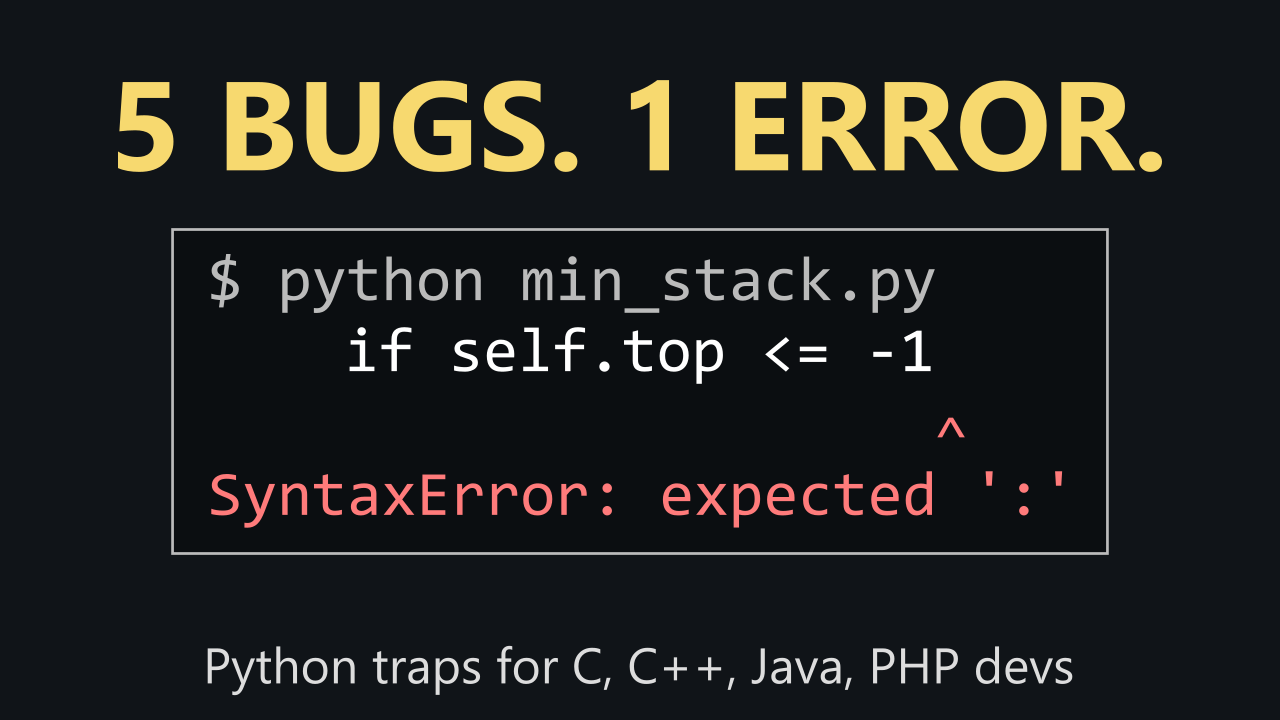 5 BUGS. 1 ERROR.
$ python min_stack.py
    if self.top <= -1
                     ^
SyntaxError: expected ':'
Python traps for C, C++, Java, PHP devs